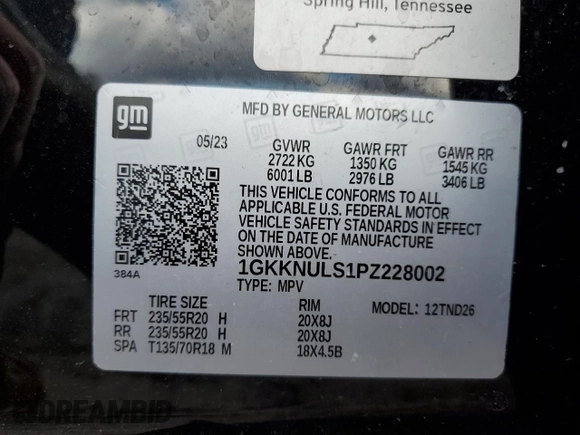 Spring Hill, Tennessee
gm
MFD BY GENERAL MOTORS LLC
05/23 GVWR GAWR FRT GAWR RR
2722 KG 1350 KG 1545 KG
6001 LB 2976 LB 3406 LB
THIS VEHICLE CONFORMS TO ALL
APPLICABLE U.S. FEDERAL MOTOR
VEHICLE SAFETY STANDARDS IN EFFECT
ON THE DATE OF MANUFACTURE
SHOWN ABOVE.
384A
1GKKNULS1PZ228002
TYPE: MPV
TIRE SIZE RIM MODEL: 12TND26
FRT 235/55R20 H 20X8J
RR 235/55R20 H 20X8J
SPA T135/70R18 M 18X4.5B
DREAMBID